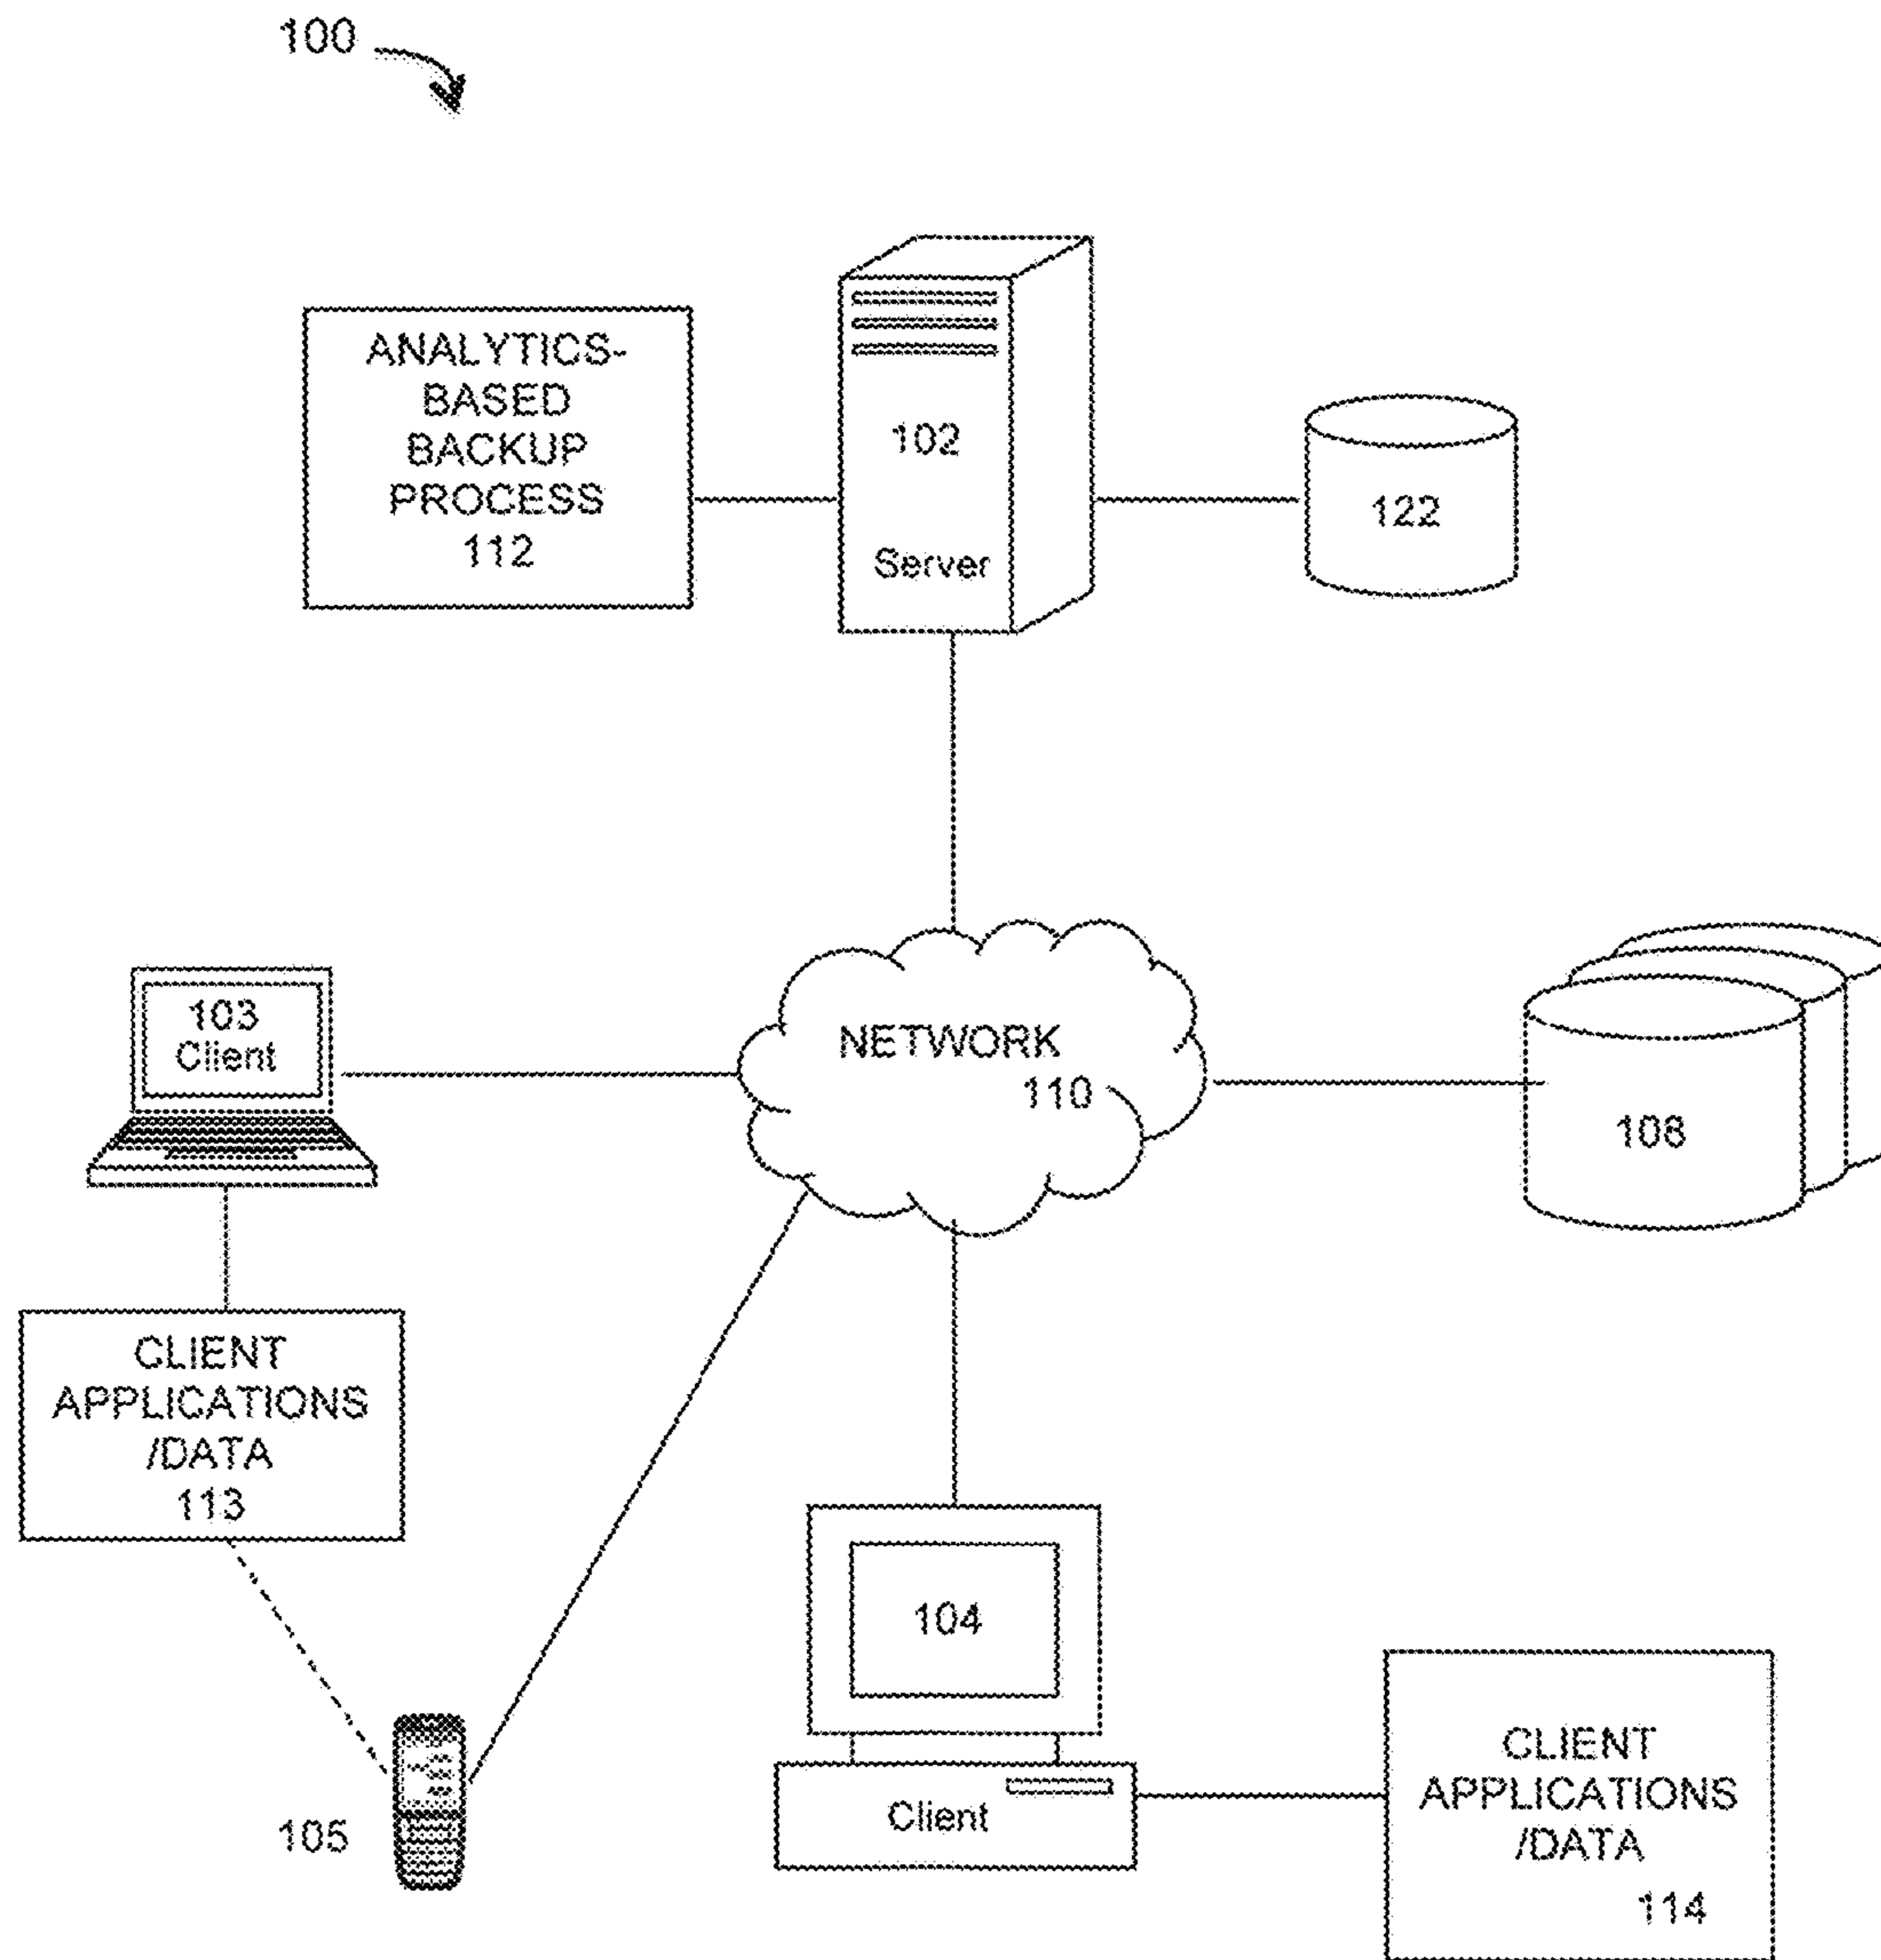 100
ANALYTICS-
BASED
BACKUP
PROCESS
112
102
Server
122
103
Client
NETWORK
110
108
CLIENT
APPLICATIONS
/DATA
113
104
Client
105
CLIENT
APPLICATIONS
/DATA
114